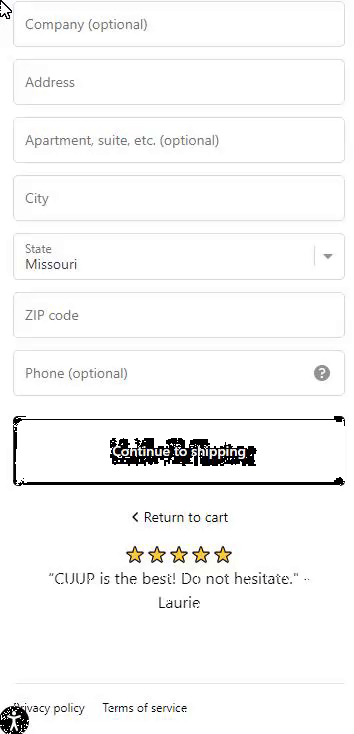 Company (optional)
Address
Apartment, suite, etc. (optional)
City
State
Missouri
ZIP code
Phone (optional)
?
Continue to shipping
Return to cart
"CUUP is the best! Do not hesitate." -
Laurie
Privacy policy Terms of service